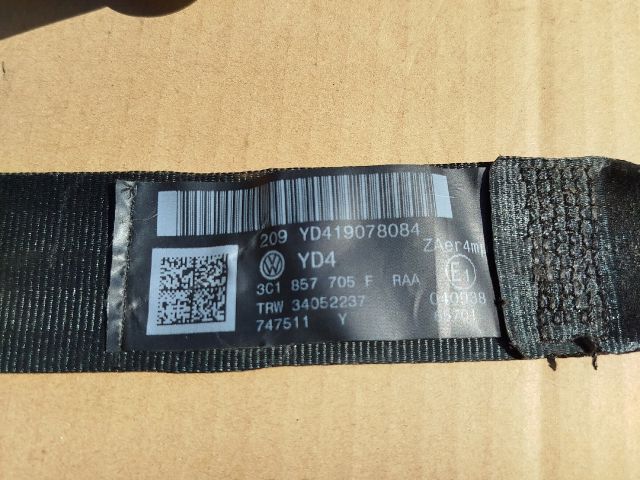 209 YD419078084
YD4
ZAer4m
3C1 857 705 F RAA
E1
TRW 34052237
040938
747511 Y